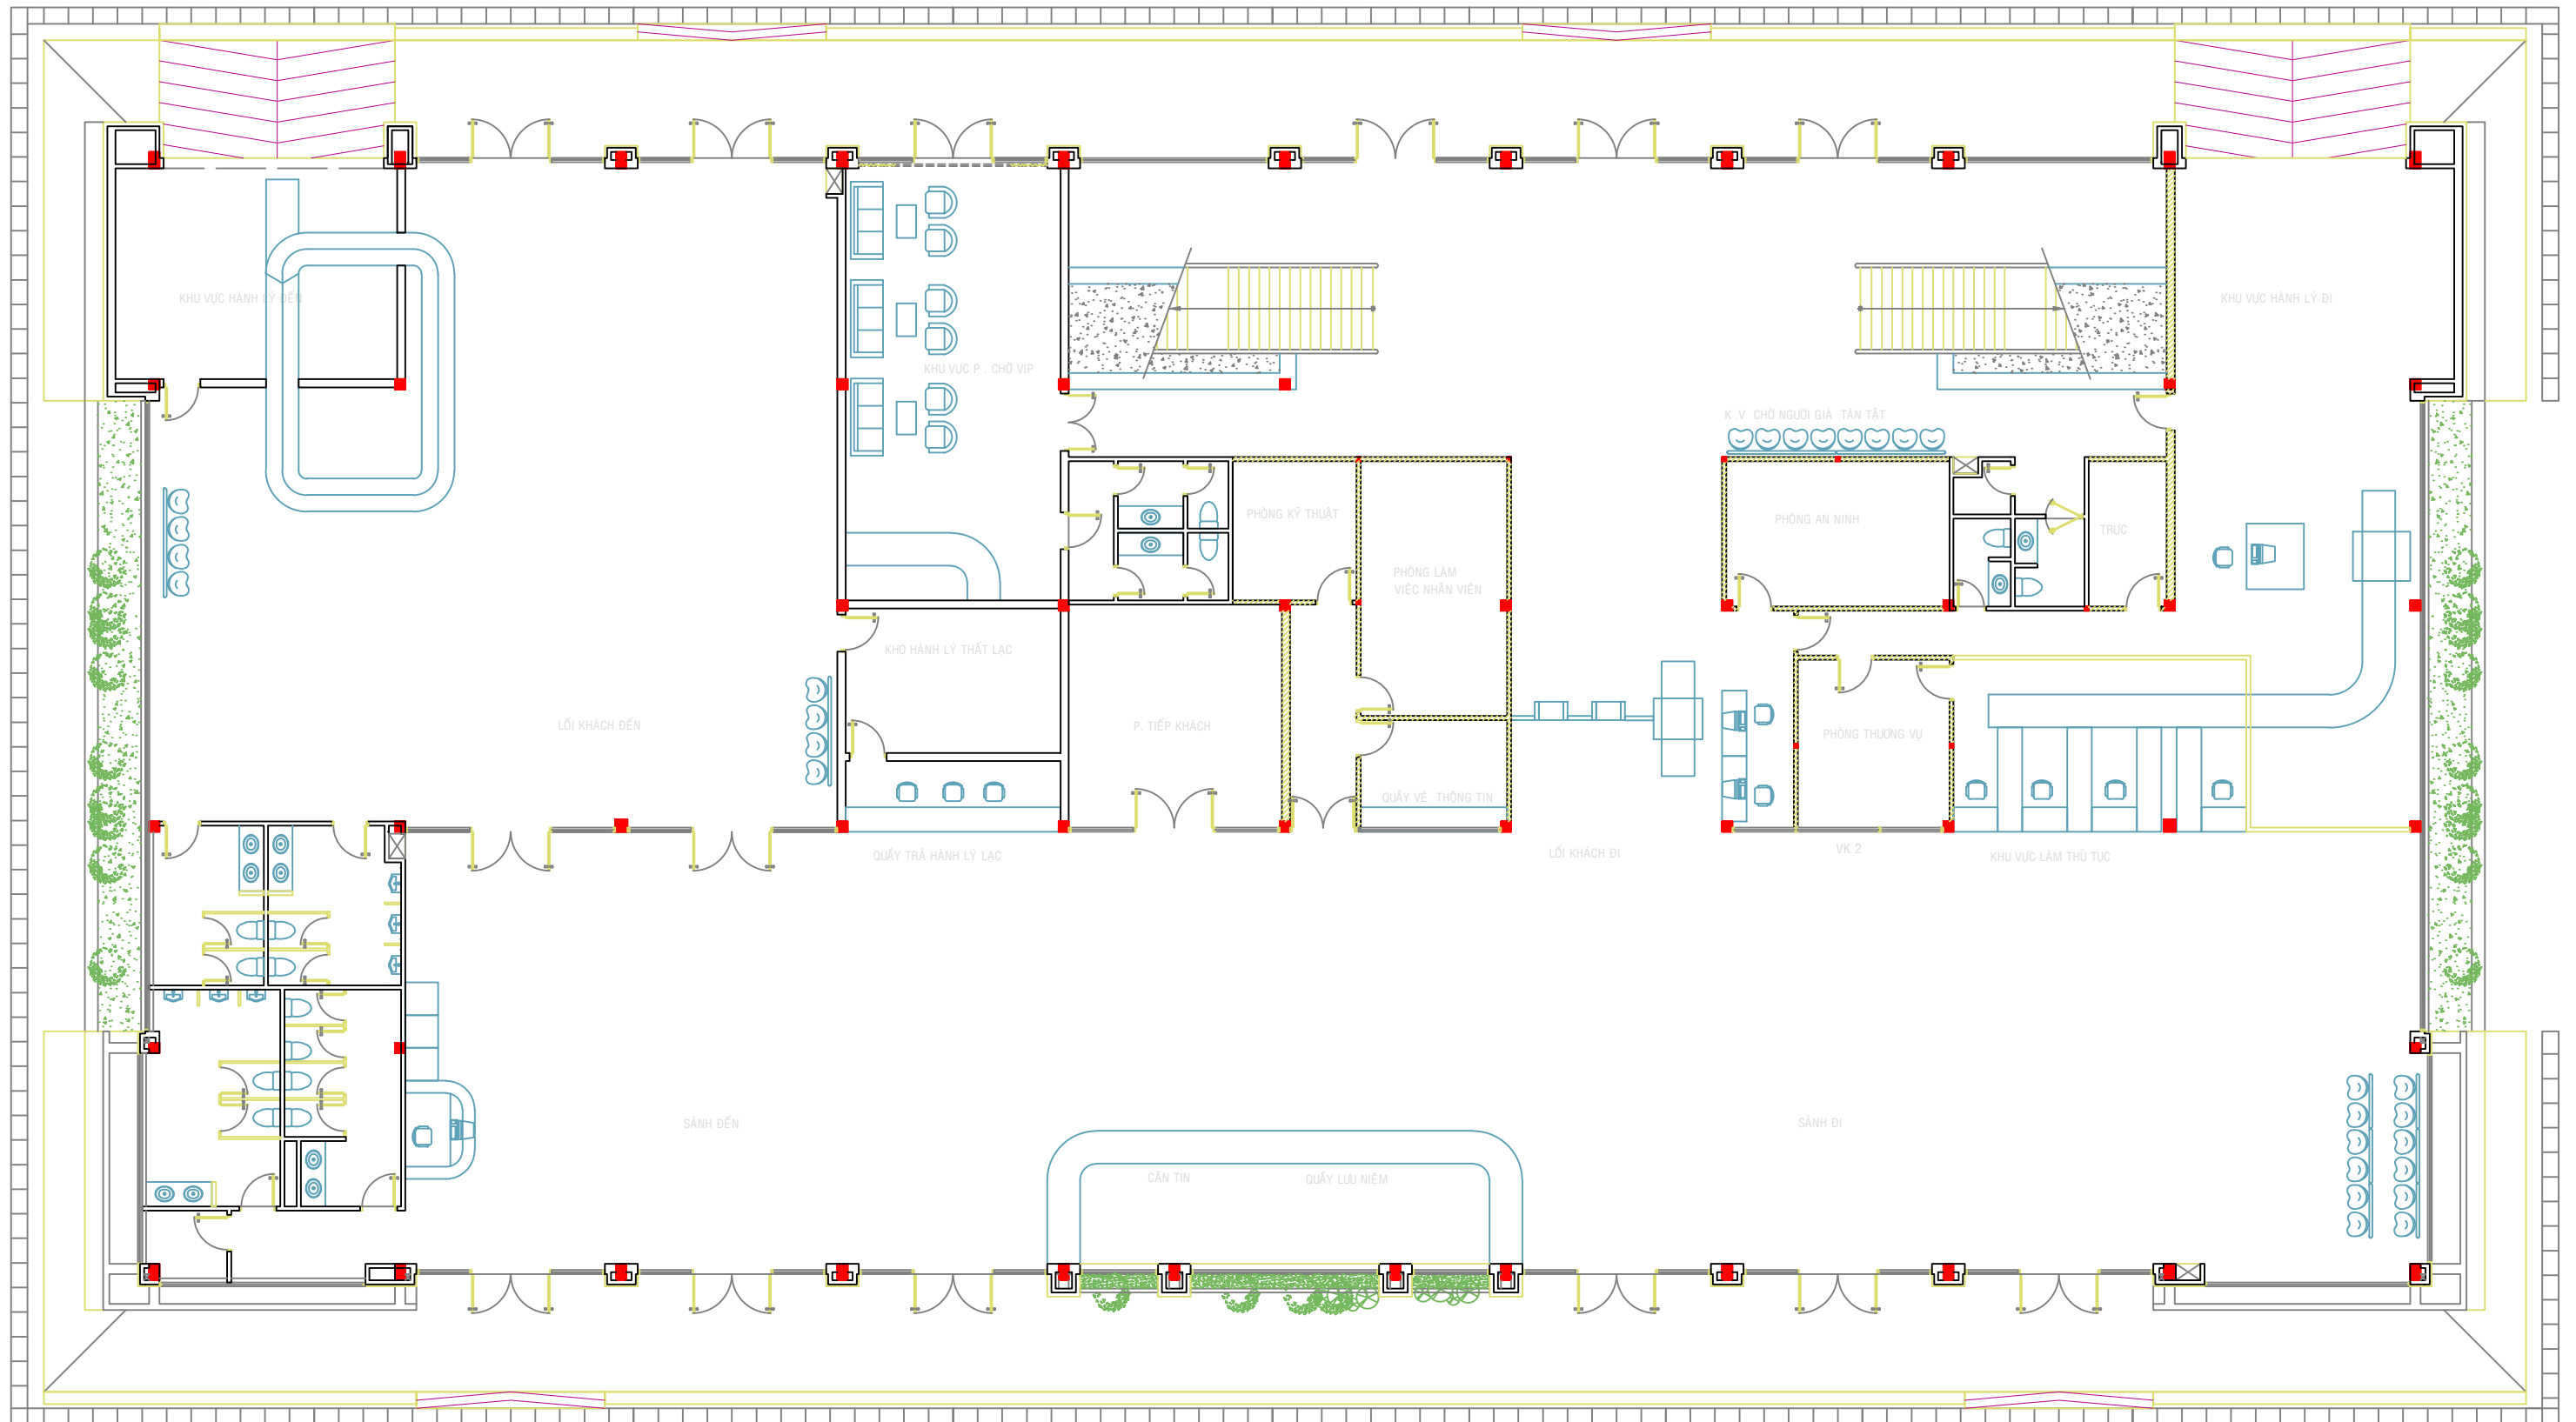 KHU VỰC HÀNH LÝ ĐẾN
KHU VỰC HÀNH LÝ ĐI
KHU VỰC P . CHỜ VIP
K .V CHỜ NGƯỜI GIÀ TÀN TẬT
PHÒNG KỸ THUẬT
PHÒNG AN NINH
TRỰC
PHÒNG LÀM
VIỆC NHÂN VIÊN
KHO HÀNH LÝ THẤT LẠC
LỐI KHÁCH ĐẾN
P. TIẾP KHÁCH
PHÒNG THƯƠNG VỤ
QUẦY VÉ THÔNG TIN
QUẦY TRẢ HÀNH LÝ LẠC
LỐI KHÁCH ĐI
VK 2
KHU VỰC LÀM THỦ TỤC
SẢNH ĐẾN
SẢNH ĐI
CĂN TIN
QUẦY LƯU NIỆM